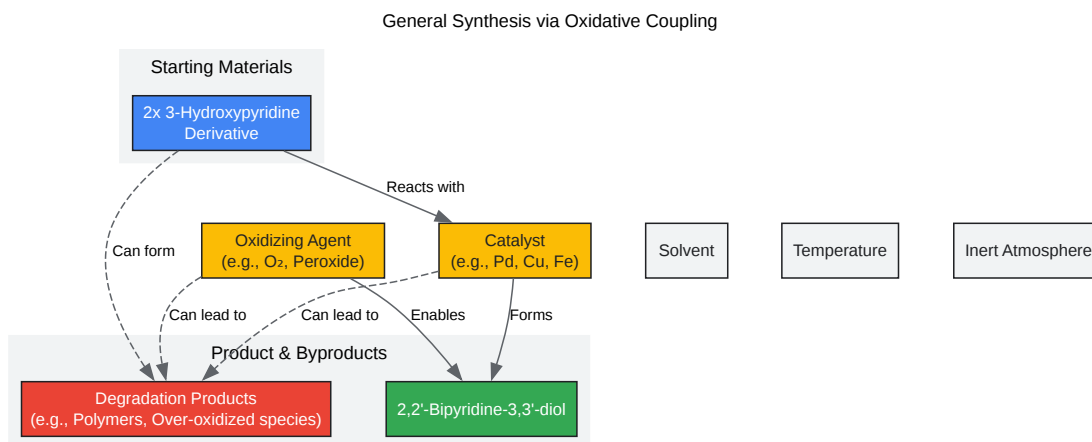 General Synthesis via Oxidative Coupling
Starting Materials
2x 3-Hydroxypyridine
Derivative
Reacts with
Can form
Oxidizing Agent
(e.g., O₂, Peroxide)
Catalyst
(e.g., Pd, Cu, Fe)
Solvent
Temperature
Inert Atmosphere
Can lead to
Can lead to
Enables
Forms
Product & Byproducts
Degradation Products
(e.g., Polymers, Over-oxidized species)
2,2'-Bipyridine-3,3'-diol